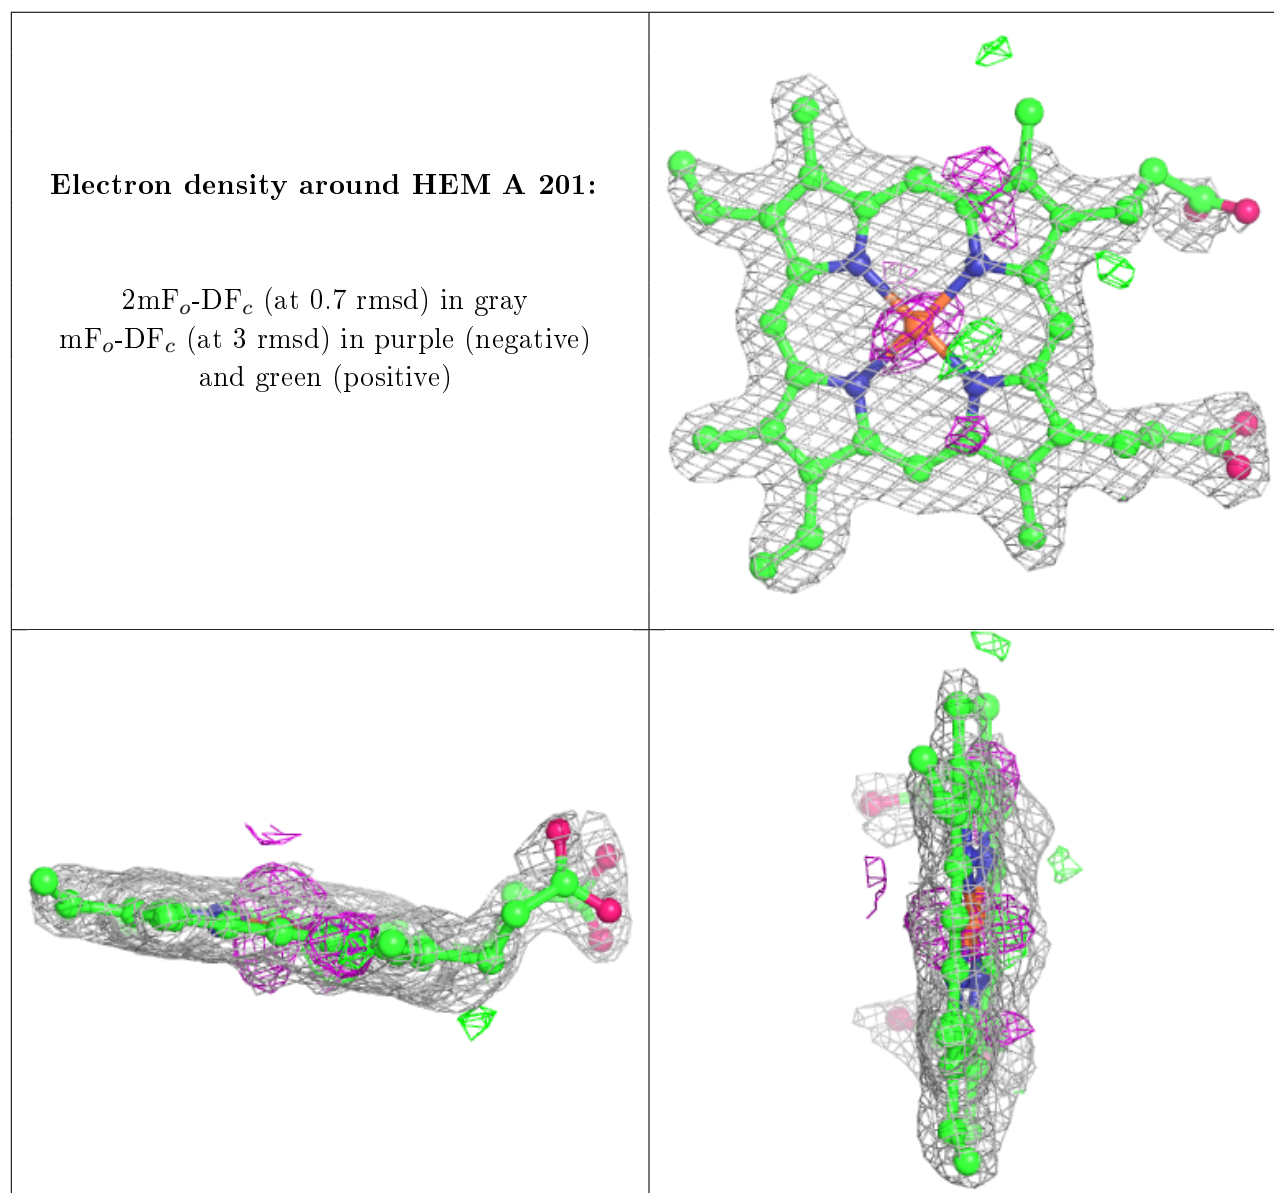 Electron density around HEM A 201:
2mFₒ-DF𝒸 (at 0.7 rmsd) in gray
mFₒ-DF𝒸 (at 3 rmsd) in purple (negative)
and green (positive)